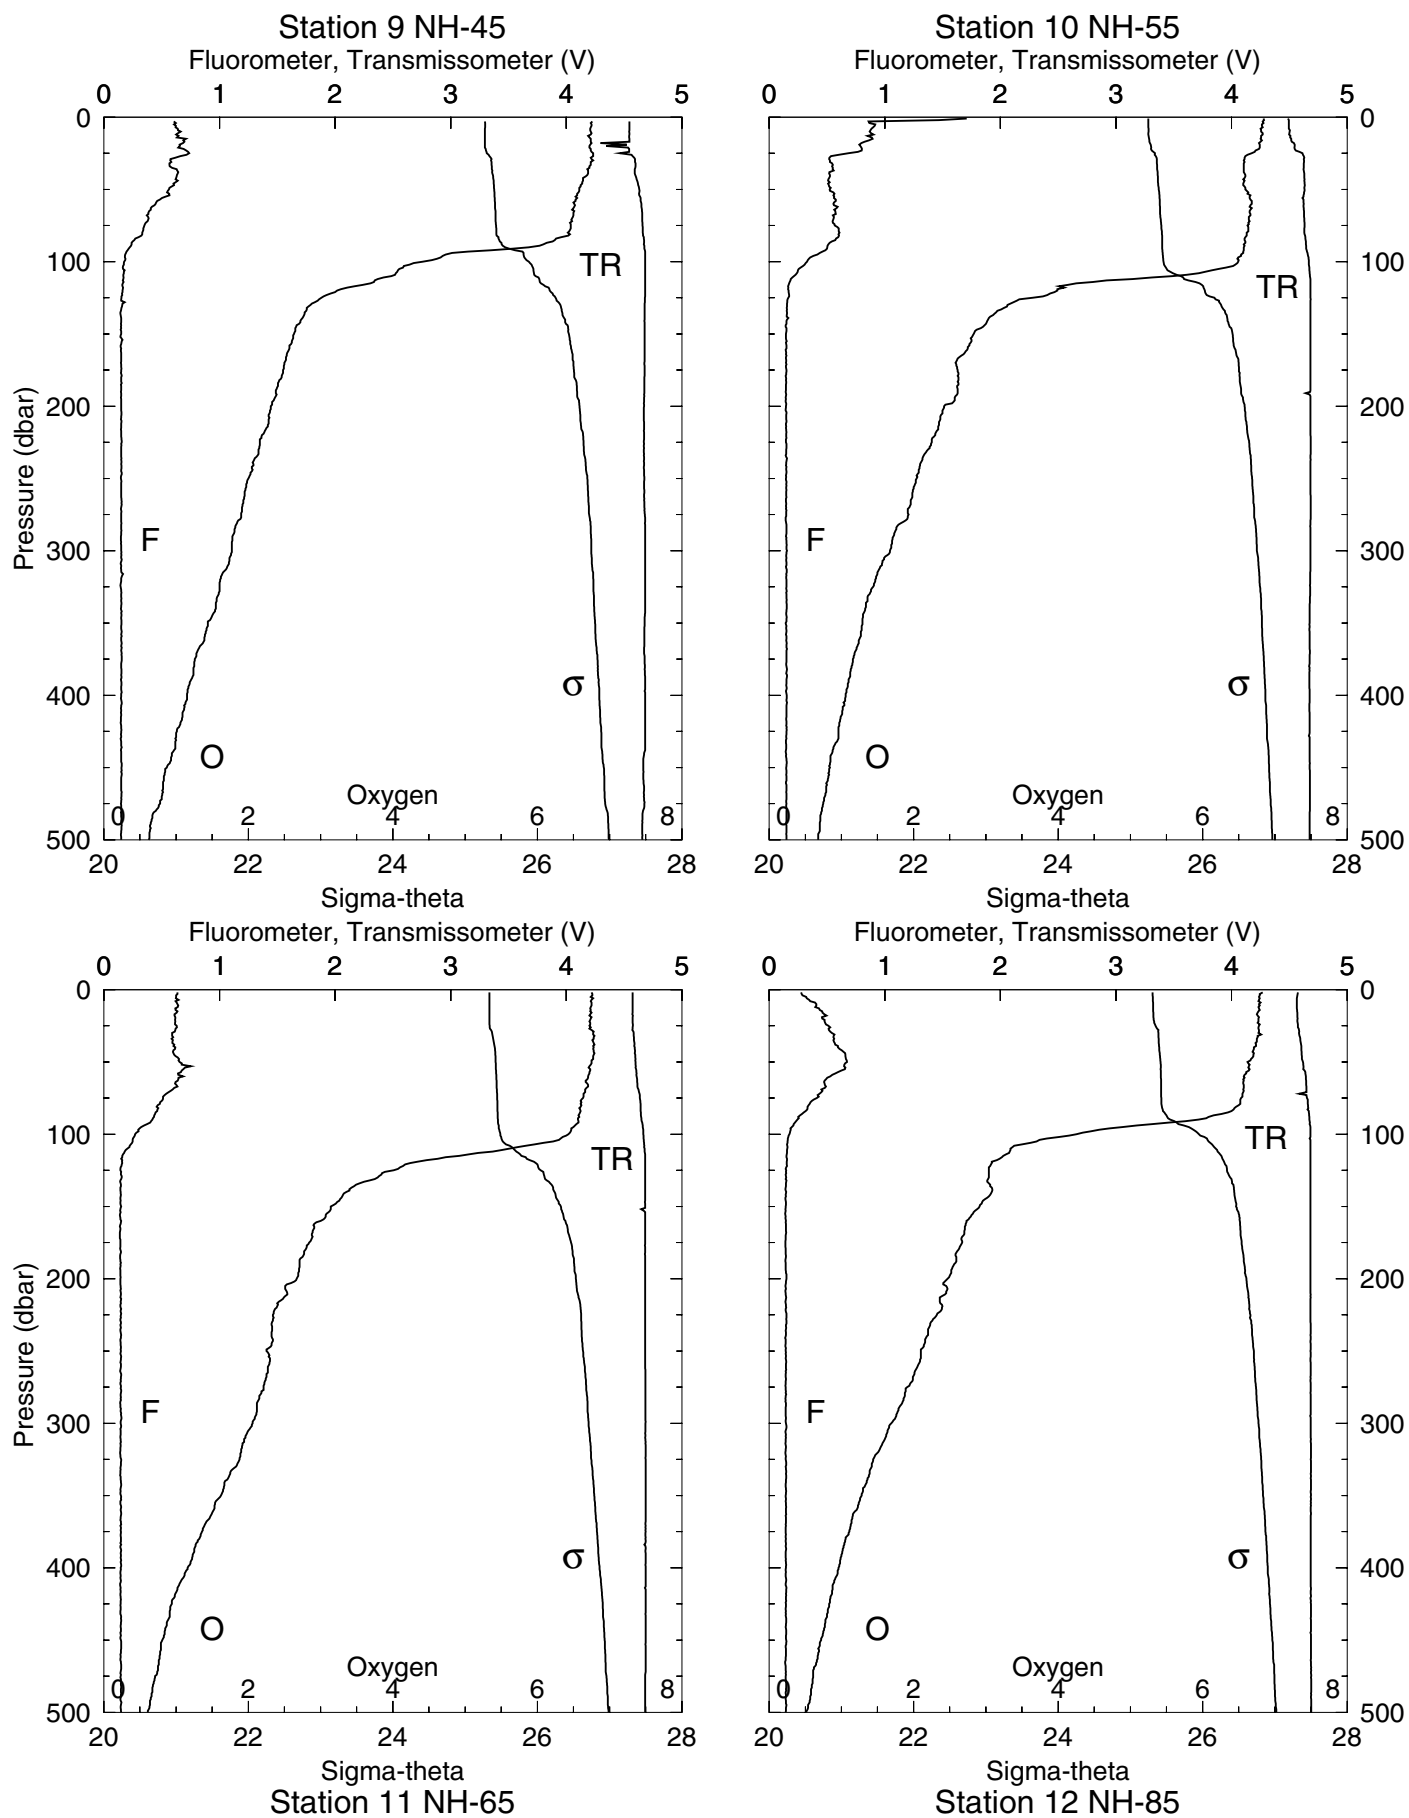 Station 9 NH-45
Fluorometer, Transmissometer (V)
0 1 2 3 4 5
0
100
200
300
400
500
Pressure (dbar)
TR
F
σ
O
Oxygen
0 2 4 6 8
20 22 24 26 28
Sigma-theta
Station 10 NH-55
Fluorometer, Transmissometer (V)
0 1 2 3 4 5
0
100
200
300
400
500
TR
F
σ
O
Oxygen
0 2 4 6 8
20 22 24 26 28
Sigma-theta
Fluorometer, Transmissometer (V)
0 1 2 3 4 5
0
100
200
300
400
500
Pressure (dbar)
TR
F
σ
O
Oxygen
0 2 4 6 8
20 22 24 26 28
Sigma-theta
Station 11 NH-65
Fluorometer, Transmissometer (V)
0 1 2 3 4 5
0
100
200
300
400
500
TR
F
σ
O
Oxygen
0 2 4 6 8
20 22 24 26 28
Sigma-theta
Station 12 NH-85